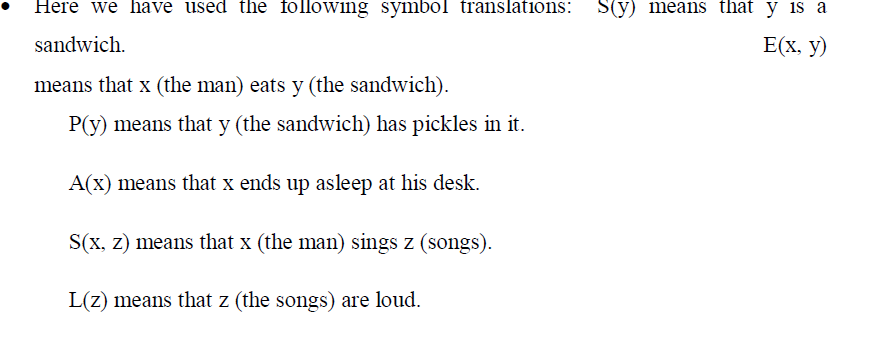 • Here we have used the following symbol translations: S(y) means that y is a
sandwich. E(x, y)
means that x (the man) eats y (the sandwich).
P(y) means that y (the sandwich) has pickles in it.
A(x) means that x ends up asleep at his desk.
S(x, z) means that x (the man) sings z (songs).
L(z) means that z (the songs) are loud.